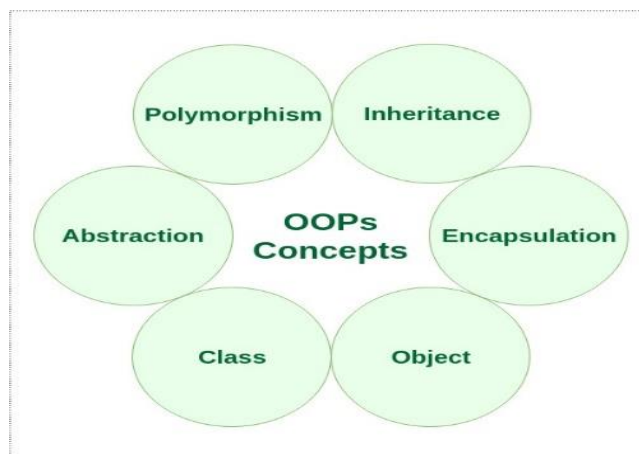 Polymorphism
Inheritance
Abstraction
OOPs
Concepts
Encapsulation
Class
Object